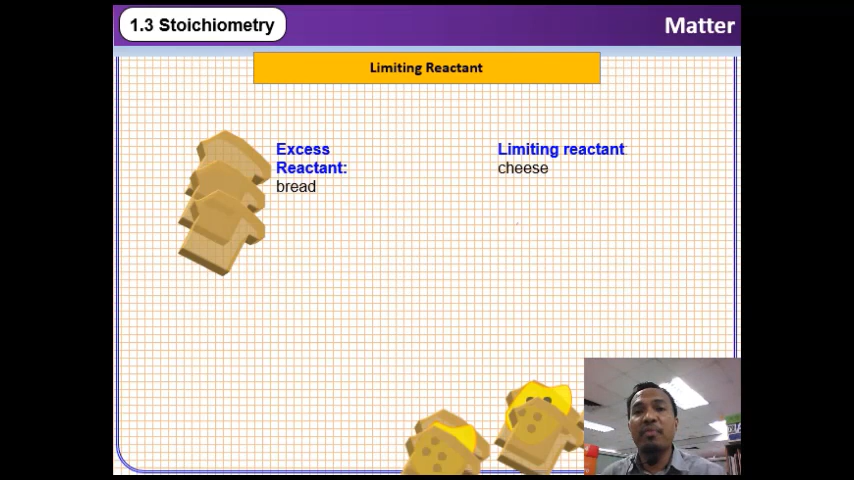 1.3 Stoichiometry
Matter
Limiting Reactant
Excess
Reactant:
bread
Limiting reactant
cheese